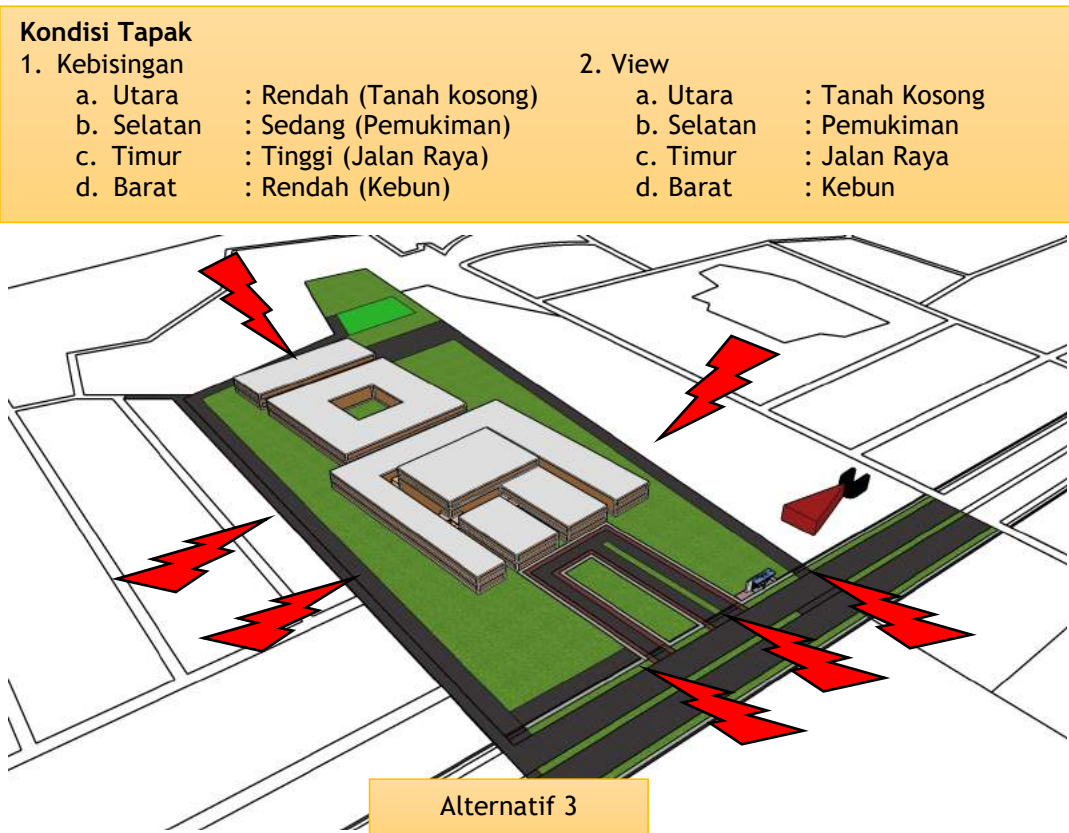 Kondisi Tapak
1. Kebisingan
a. Utara : Rendah (Tanah kosong)
b. Selatan : Sedang (Pemukiman)
c. Timur : Tinggi (Jalan Raya)
d. Barat : Rendah (Kebun)
2. View
a. Utara : Tanah Kosong
b. Selatan : Pemukiman
c. Timur : Jalan Raya
d. Barat : Kebun
Alternatif 3